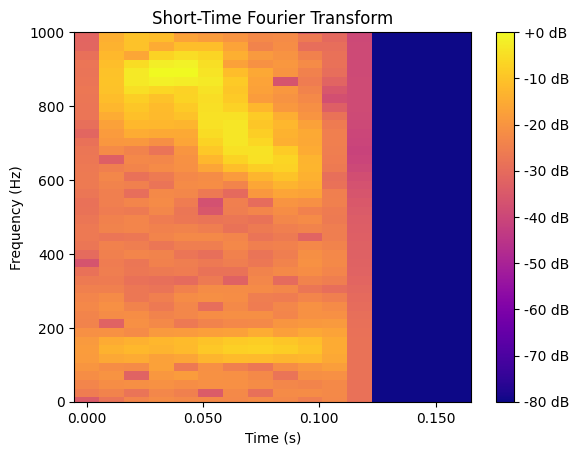 Short-Time Fourier Transform
1000
800
600
400
200
0
Frequency (Hz)
0.000
0.050
0.100
0.150
Time (s)
+0 dB
-10 dB
-20 dB
-30 dB
-40 dB
-50 dB
-60 dB
-70 dB
-80 dB